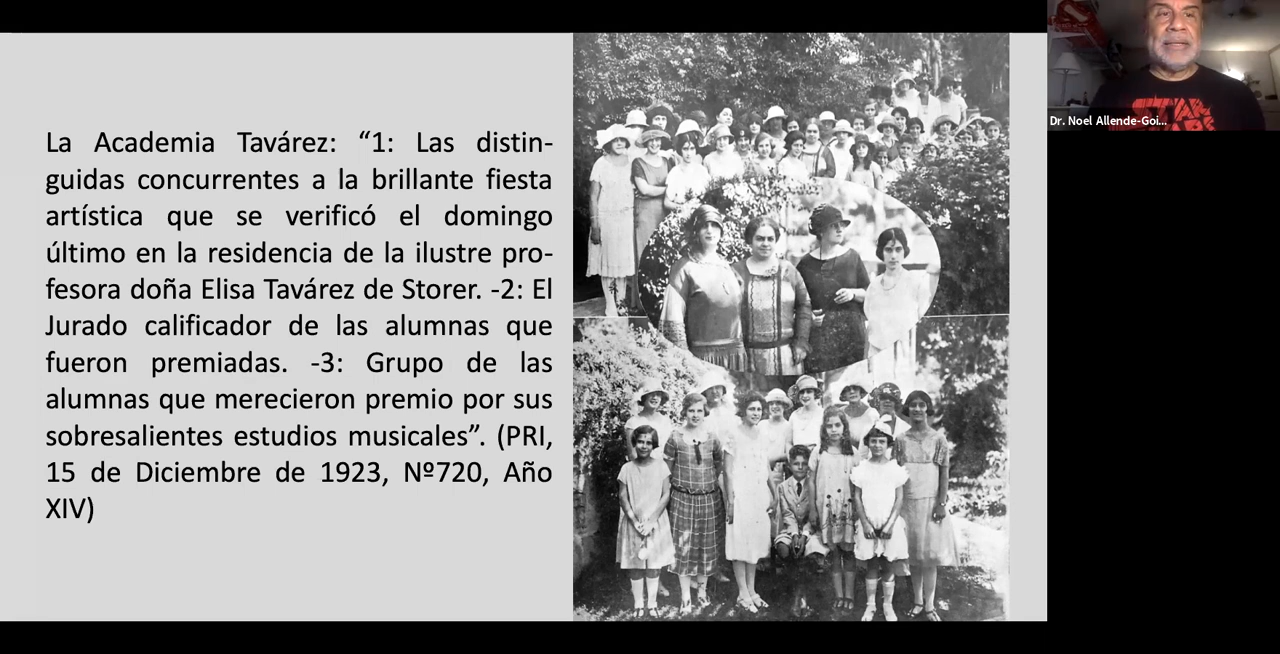 La Academia Tavárez: “1: Las distin-
guidas concurrentes a la brillante fiesta
artística que se verificó el domingo
último en la residencia de la ilustre pro-
fesora doña Elisa Tavárez de Storer. -2: El
Jurado calificador de las alumnas que
fueron premiadas. -3: Grupo de las
alumnas que merecieron premio por sus
sobresalientes estudios musicales”. (PRI,
15 de Diciembre de 1923, Nº720, Año
XIV)
STAR
WARS
Dr. Noel Allende-Goi...